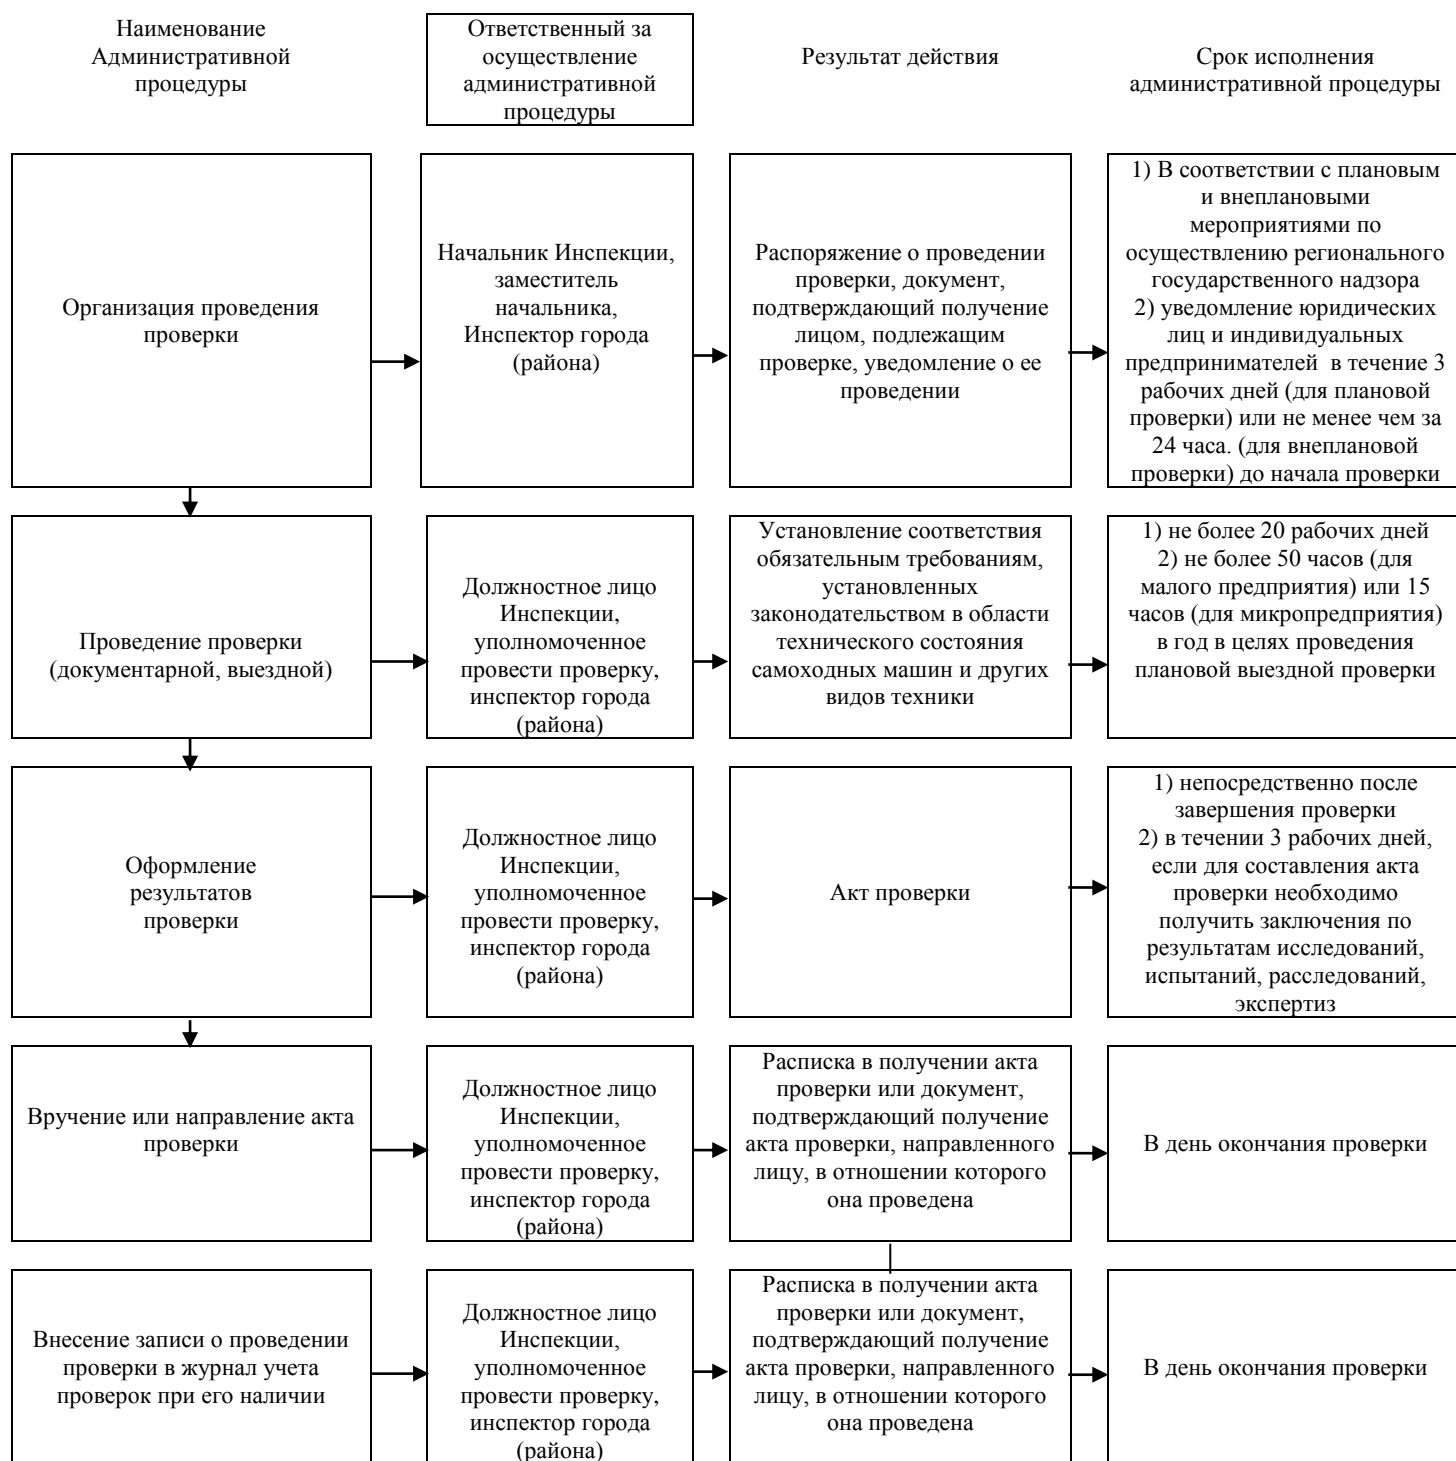 Наименование
Административной
процедуры
Ответственный за
осуществление
административной
процедуры
Результат действия
Срок исполнения
административной процедуры
Организация проведения
проверки
Начальник Инспекции,
заместитель
начальника,
Инспектор города
(района)
Распоряжение о проведении
проверки, документ,
подтверждающий получение
лицом, подлежащим
проверке, уведомление о ее
проведении
1) В соответствии с плановым
и внеплановыми
мероприятиями по
осуществлению регионального
государственного надзора
2) уведомление юридических
лиц и индивидуальных
предпринимателей в течение 3
рабочих дней (для плановой
проверки) или не менее чем за
24 часа. (для внеплановой
проверки) до начала проверки
Проведение проверки
(документарной, выездной)
Должностное лицо
Инспекции,
уполномоченное
провести проверку,
инспектор города
(района)
Установление соответствия
обязательным требованиям,
установленных
законодательством в области
технического состояния
самоходных машин и других
видов техники
1) не более 20 рабочих дней
2) не более 50 часов (для
малого предприятия) или 15
часов (для микропредприятия)
в год в целях проведения
плановой выездной проверки
Оформление
результатов
проверки
Должностное лицо
Инспекции,
уполномоченное
провести проверку,
инспектор города
(района)
Акт проверки
1) непосредственно после
завершения проверки
2) в течении 3 рабочих дней,
если для составления акта
проверки необходимо
получить заключения по
результатам исследований,
испытаний, расследований,
экспертиз
Вручение или направление акта
проверки
Должностное лицо
Инспекции,
уполномоченное
провести проверку,
инспектор города
(района)
Расписка в получении акта
проверки или документ,
подтверждающий получение
акта проверки, направленного
лицу, в отношении которого
она проведена
В день окончания проверки
Внесение записи о проведении
проверки в журнал учета
проверок при его наличии
Должностное лицо
Инспекции,
уполномоченное
провести проверку,
инспектор города
(района)
Расписка в получении акта
проверки или документ,
подтверждающий получение
акта проверки, направленного
лицу, в отношении которого
она проведена
В день окончания проверки